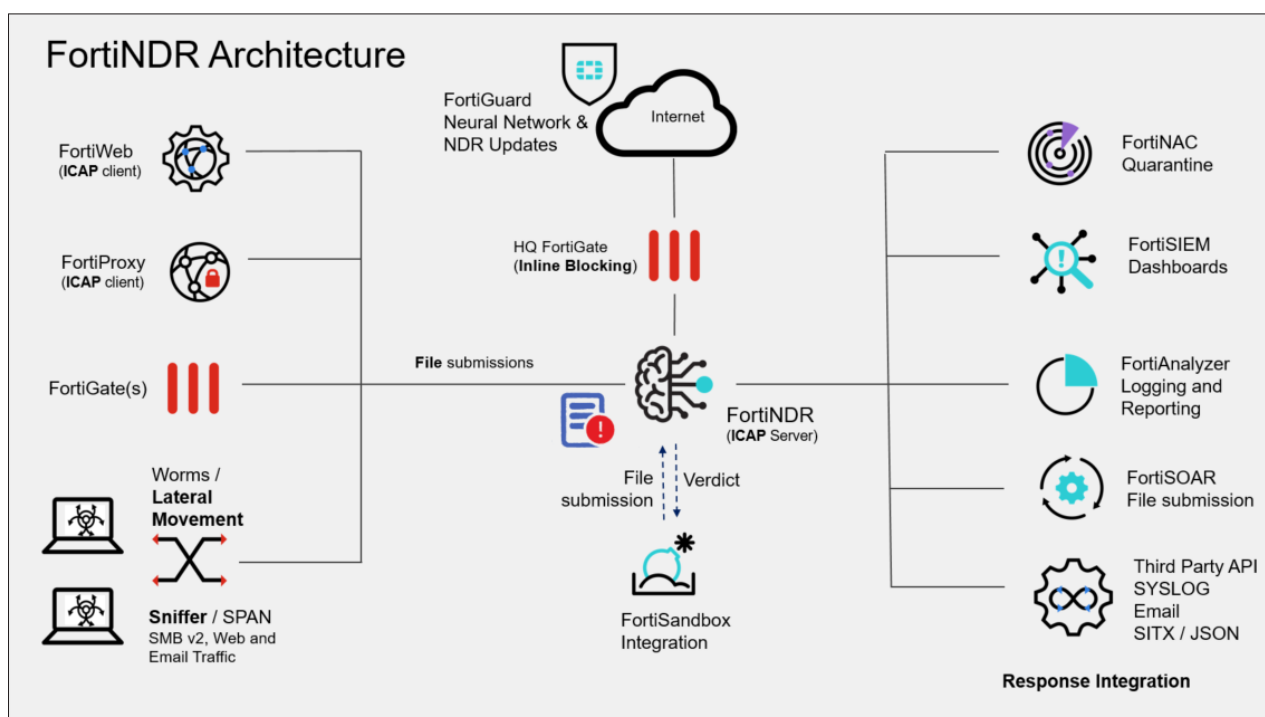 FortiNDR Architecture
FortiGuard
Neural Network &
NDR Updates
Internet
FortiWeb
(ICAP client)
FortiProxy
(ICAP client)
FortiGate(s)
Worms /
Lateral
Movement
Sniffer / SPAN
SMB v2, Web and
Email Traffic
HQ FortiGate
(Inline Blocking)
File submissions
FortiNDR
(ICAP Server)
File
submission
Verdict
FortiSandbox
Integration
FortiNAC
Quarantine
FortiSIEM
Dashboards
FortiAnalyzer
Logging and
Reporting
FortiSOAR
File submission
Third Party API
SYSLOG
Email
SITX / JSON
Response Integration